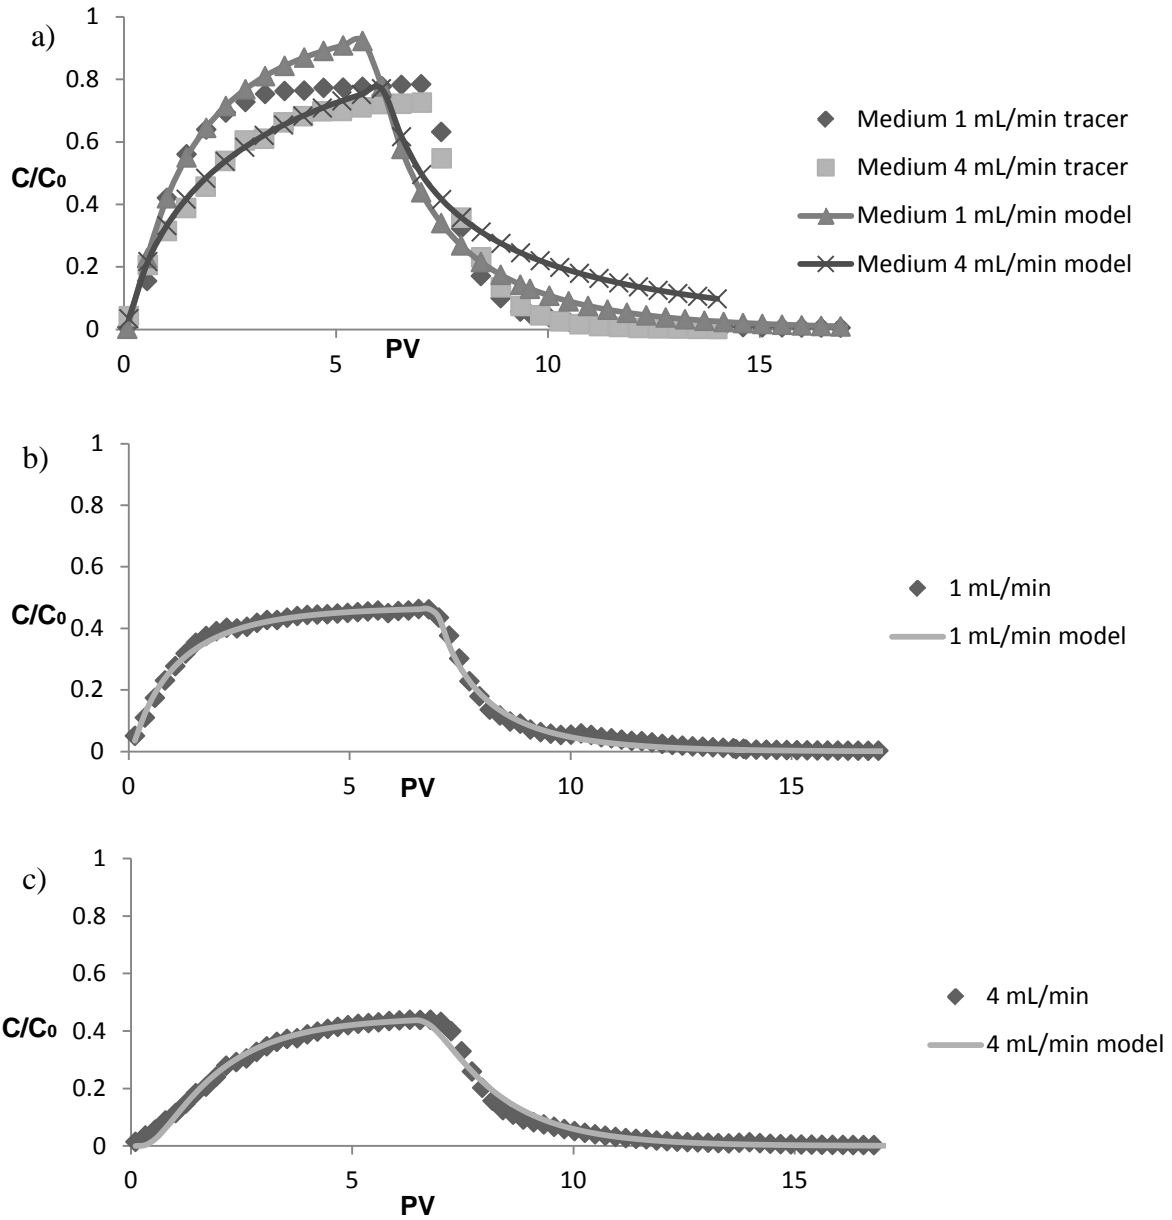 a)
1
0.8
0.6
C/C0
0.4
0.2
0
0
5
PV
10
15
Medium 1 mL/min tracer
Medium 4 mL/min tracer
Medium 1 mL/min model
Medium 4 mL/min model
b)
1
0.8
0.6
C/C0
0.4
0.2
0
0
5
PV
10
15
1 mL/min
1 mL/min model
c)
1
0.8
0.6
C/C0
0.4
0.2
0
0
5
10
15
PV
4 mL/min
4 mL/min model